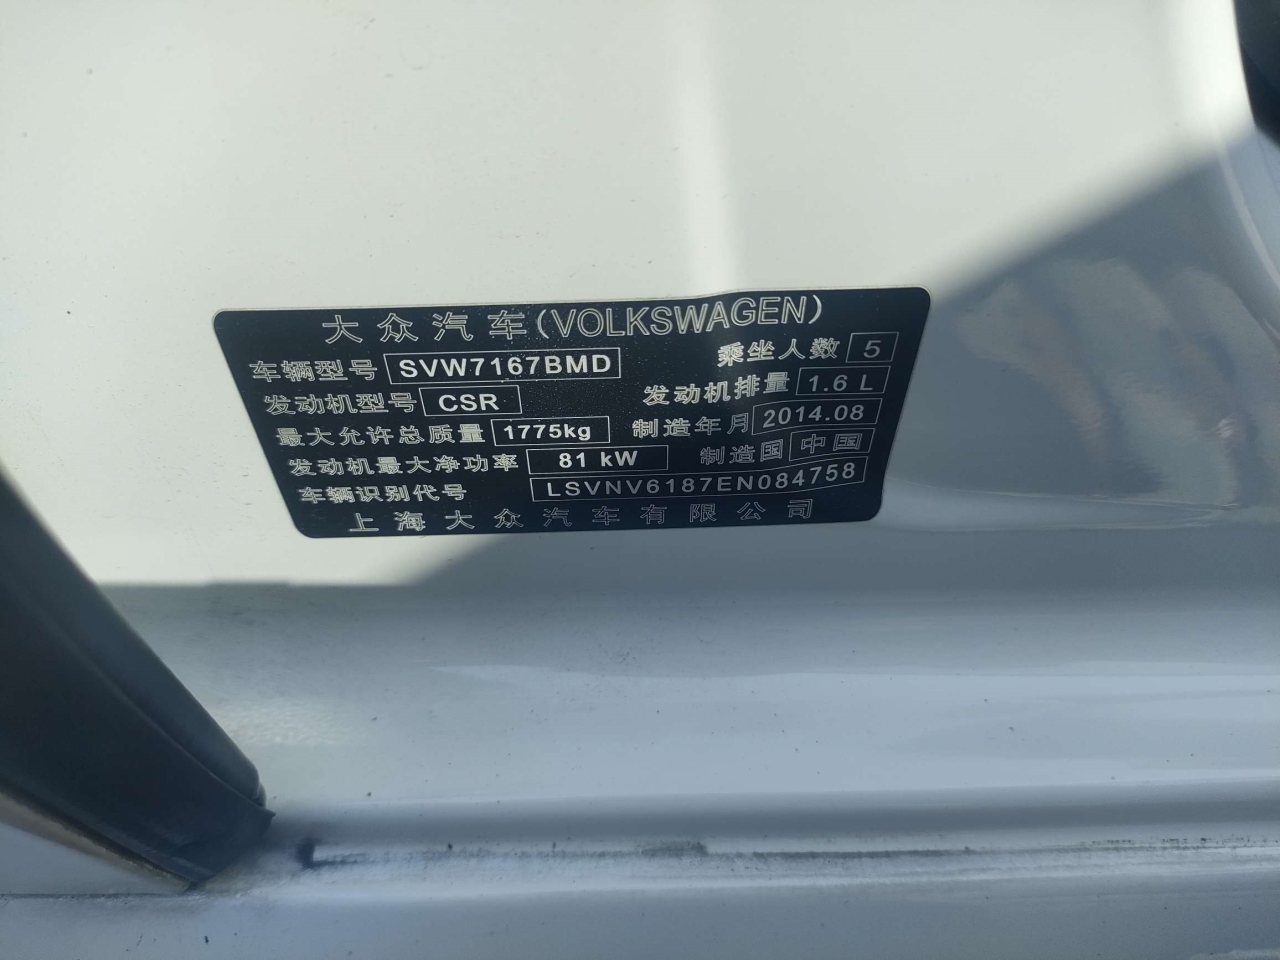 大众汽车(VOLKSWAGEN)
车辆型号 SVW7167BMD 乘坐人数 5
发动机型号 CSR 发动机排量 1.6 L
最大允许总质量 1775kg 制造年月 2014.08
发动机最大净功率 81 kW 制造国 中国
车辆识别代号 LSVNV6187EN084758
上海大众汽车有限公司